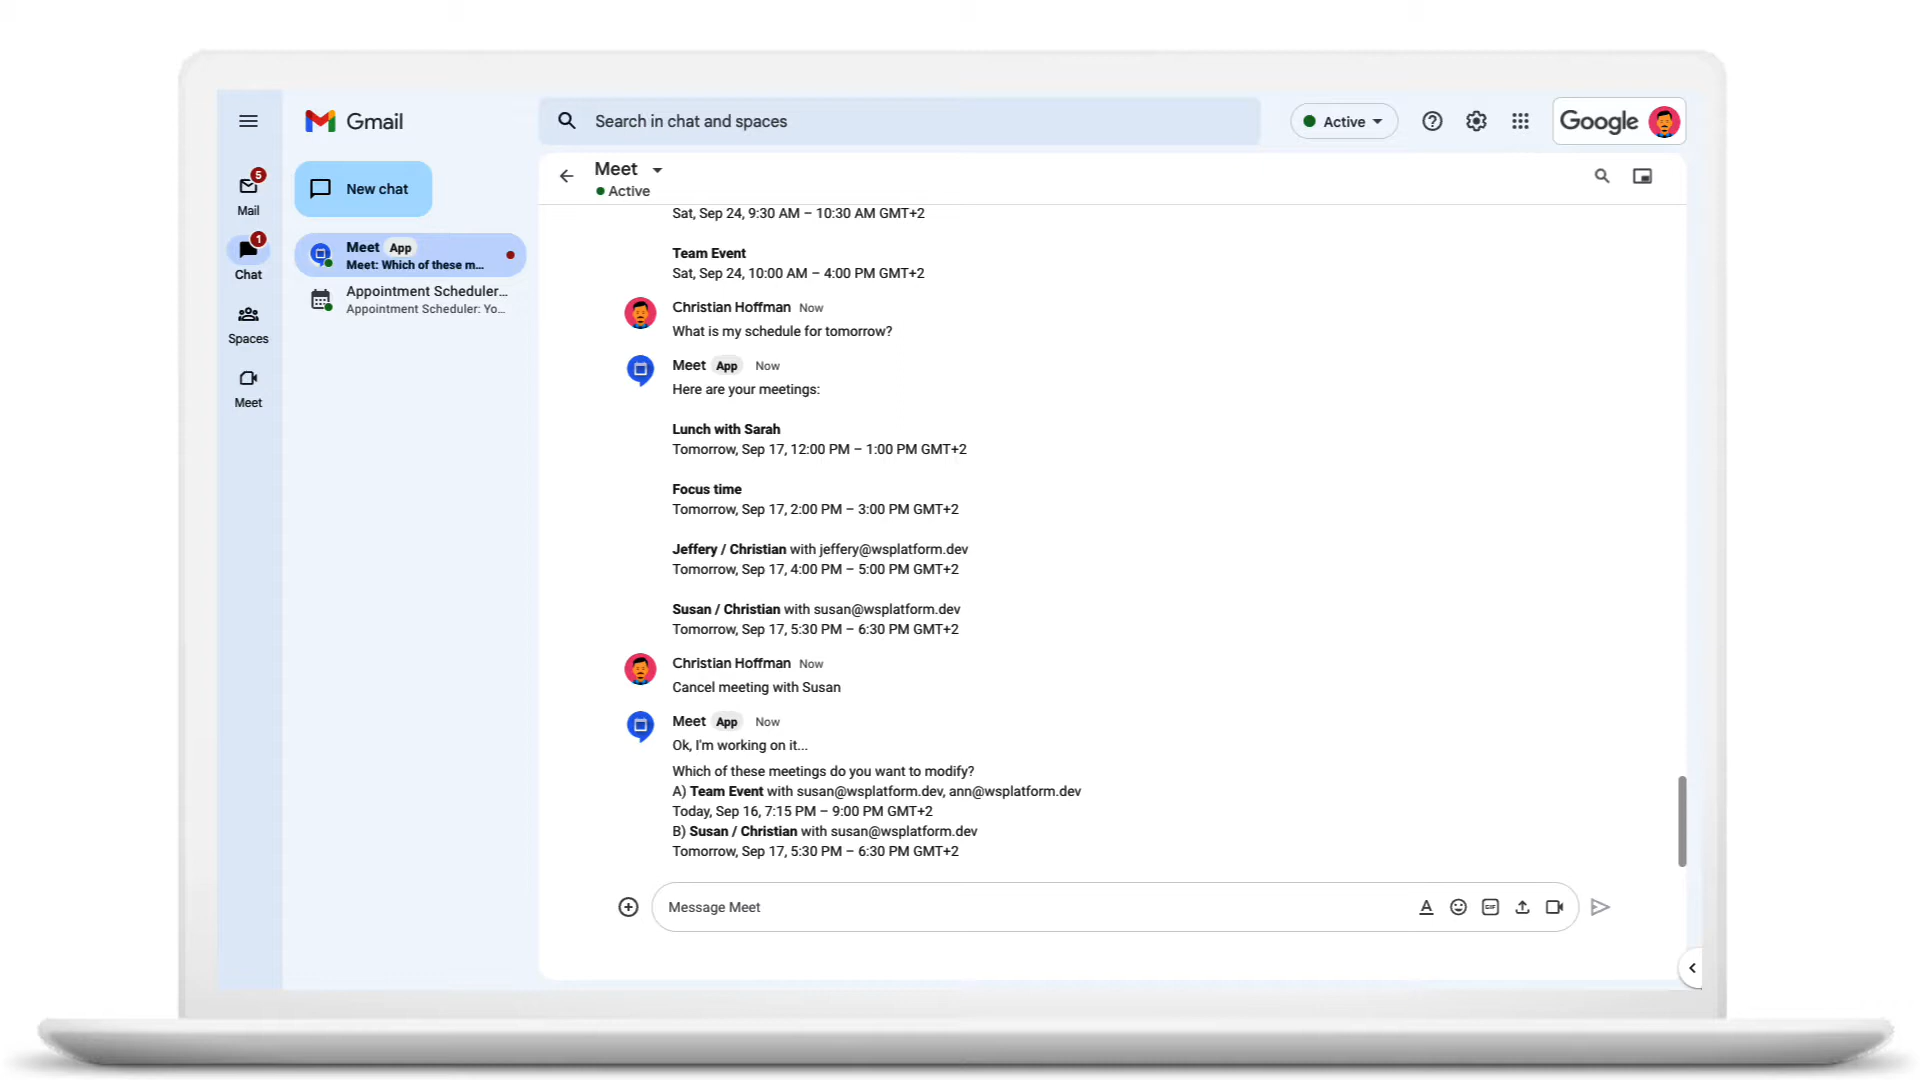 Gmail
Search in chat and spaces
Active
Google
5
Mail
1
Chat
Spaces
Meet
New chat
Meet App
Meet: Which of these m...
Appointment Scheduler...
Appointment Scheduler: Yo...
Meet
Active
Sat, Sep 24, 9:30 AM – 10:30 AM GMT+2
Team Event
Sat, Sep 24, 10:00 AM – 4:00 PM GMT+2
Christian Hoffman Now
What is my schedule for tomorrow?
Meet App Now
Here are your meetings:
Lunch with Sarah
Tomorrow, Sep 17, 12:00 PM – 1:00 PM GMT+2
Focus time
Tomorrow, Sep 17, 2:00 PM – 3:00 PM GMT+2
Jeffery / Christian with jeffery@wsplatform.dev
Tomorrow, Sep 17, 4:00 PM – 5:00 PM GMT+2
Susan / Christian with susan@wsplatform.dev
Tomorrow, Sep 17, 5:30 PM – 6:30 PM GMT+2
Christian Hoffman Now
Cancel meeting with Susan
Meet App Now
Ok, I'm working on it...
Which of these meetings do you want to modify?
A) Team Event with susan@wsplatform.dev, ann@wsplatform.dev
Today, Sep 16, 7:15 PM – 9:00 PM GMT+2
B) Susan / Christian with susan@wsplatform.dev
Tomorrow, Sep 17, 5:30 PM – 6:30 PM GMT+2
Message Meet
GIF